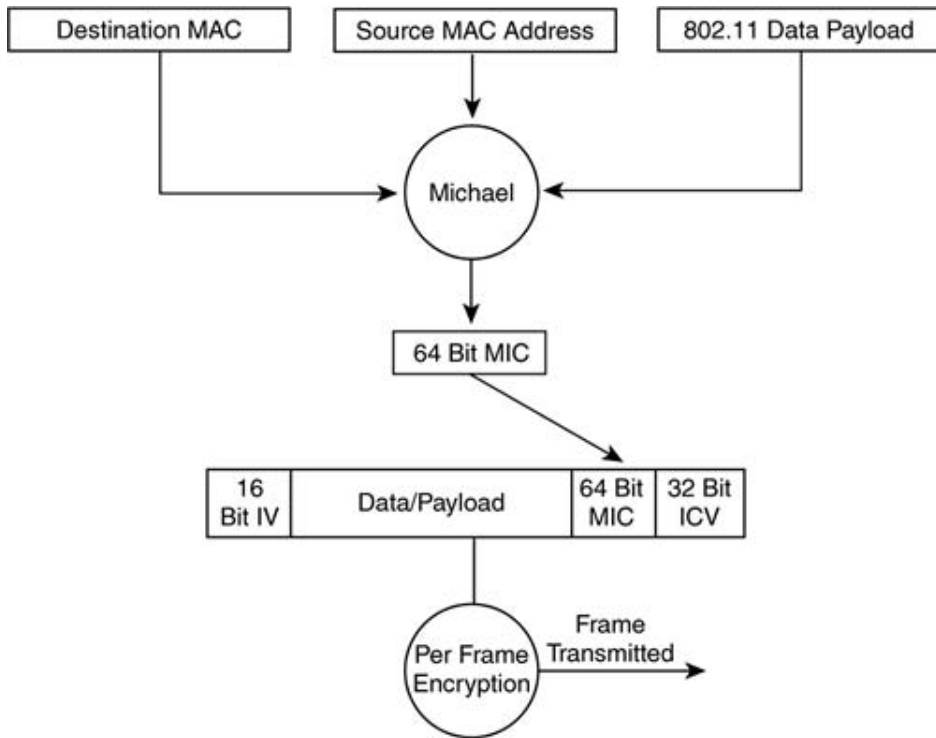 Destination MAC
Source MAC Address
802.11 Data Payload
Michael
64 Bit MIC
16
Bit IV
Data/Payload
64 Bit
MIC
32 Bit
ICV
Per Frame
Encryption
Frame
Transmitted